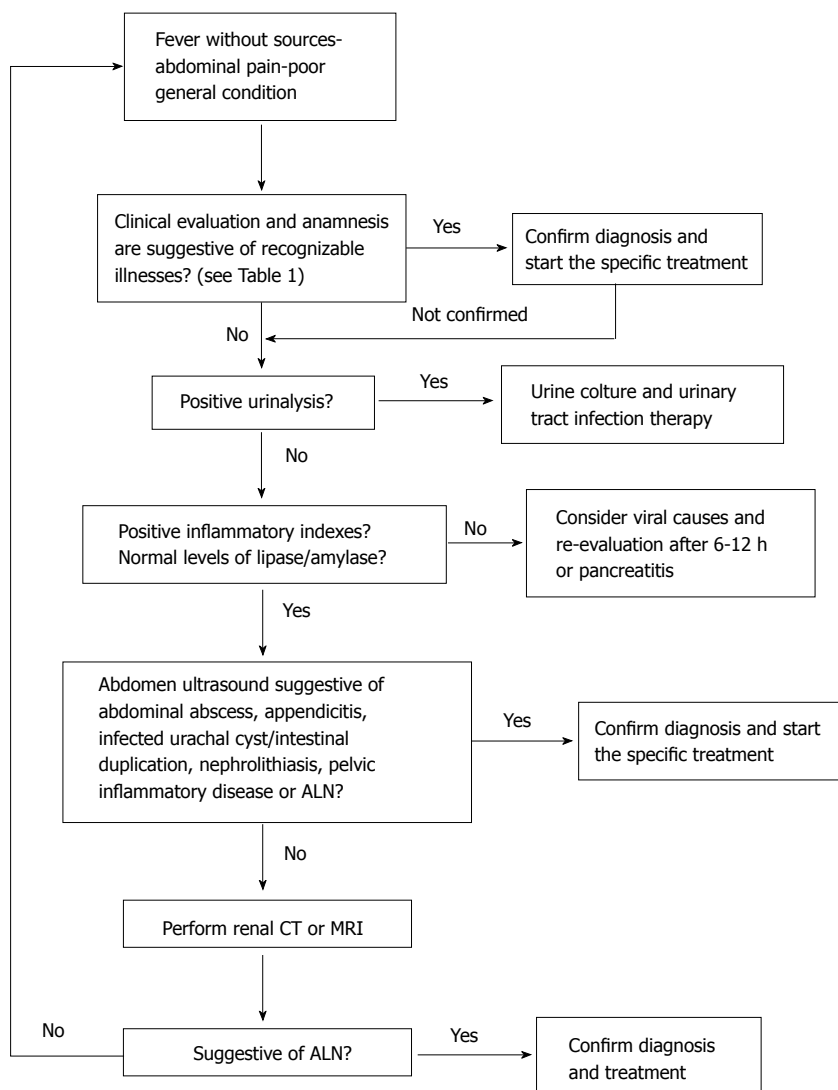 Fever without sources-
abdominal pain-poor
general condition
Clinical evaluation and anamnesis
are suggestive of recognizable
illnesses? (see Table 1)
Yes
Confirm diagnosis and
start the specific treatment
Not confirmed
No
Positive urinalysis?
Yes
Urine colture and urinary
tract infection therapy
No
Positive inflammatory indexes?
Normal levels of lipase/amylase?
No
Consider viral causes and
re-evaluation after 6-12 h
or pancreatitis
Yes
Abdomen ultrasound suggestive of
abdominal abscess, appendicitis,
infected urachal cyst/intestinal
duplication, nephrolithiasis, pelvic
inflammatory disease or ALN?
Yes
Confirm diagnosis and start
the specific treatment
No
Perform renal CT or MRI
No
Suggestive of ALN?
Yes
Confirm diagnosis
and treatment